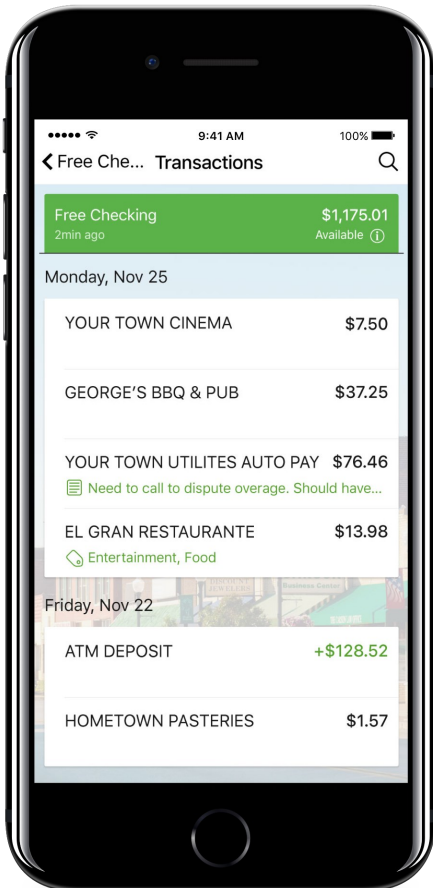 9:41 AM
100%
Free Che... Transactions
Free Checking $1,175.01
2min ago Available
Monday, Nov 25
YOUR TOWN CINEMA $7.50
GEORGE'S BBQ & PUB $37.25
YOUR TOWN UTILITES AUTO PAY $76.46
Need to call to dispute overage. Should have...
EL GRAN RESTAURANTE $13.98
Entertainment, Food
JEWELERS Business Center
Friday, Nov 22
ATM DEPOSIT +$128.52
HOMETOWN PASTERIES $1.57